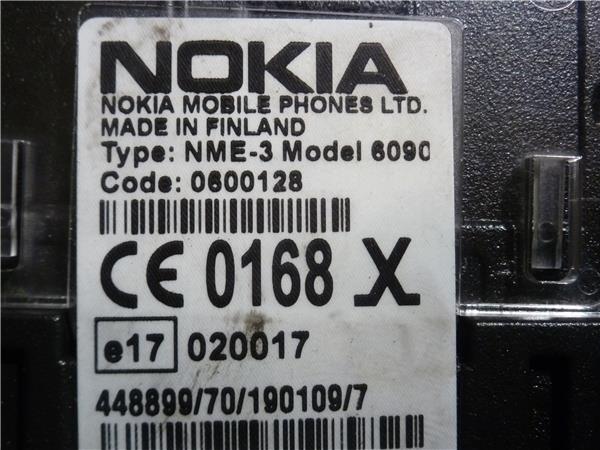 NOKIA
NOKIA MOBILE PHONES LTD.
MADE IN FINLAND
Type: NME-3 Model 6090
Code: 0600128
CE 0168 X
e17 020017
448899/70/190109/7